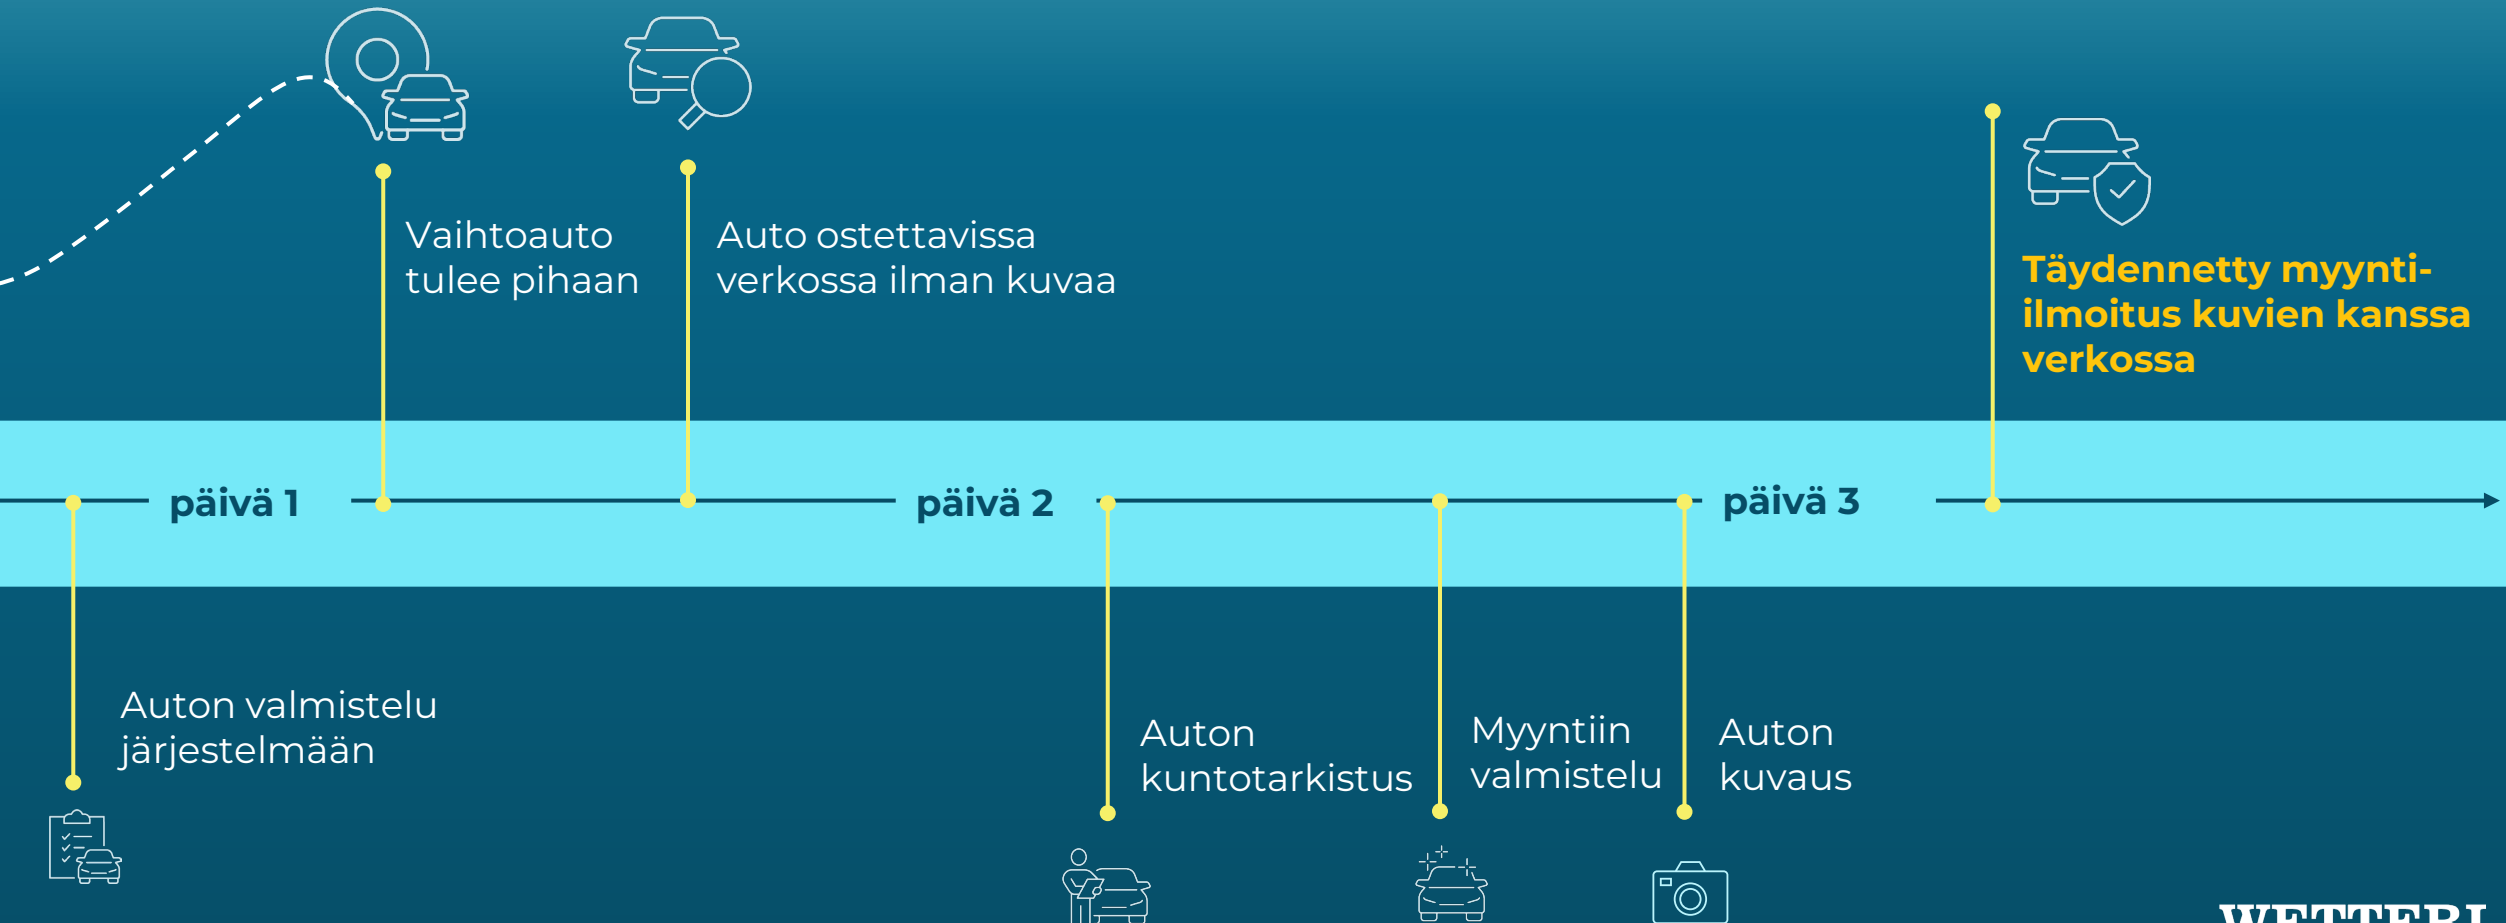 Vaihtoauto
tulee pihaan
Auto ostettavissa
verkossa ilman kuvaa
Täydennetty myynti-
ilmoitus kuvien kanssa
verkossa
päivä 1
päivä 2
päivä 3
Auton valmistelu
järjestelmään
Auton
kuntotarkistus
Myyntiin
valmistelu
Auton
kuvaus
WETTERI